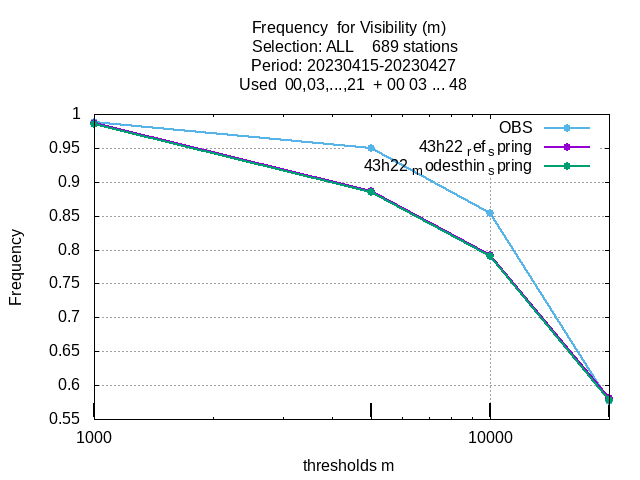 Frequency for Visibility (m)
Selection: ALL 689 stations
Period: 20230415-20230427
Used 00,03,...,21 + 00 03 ... 48
OBS
43h22 ref spring
43h22 modesthin spring
1
0.95
0.9
0.85
0.8
0.75
0.7
0.65
0.6
0.55
Frequency
1000
10000
thresholds m